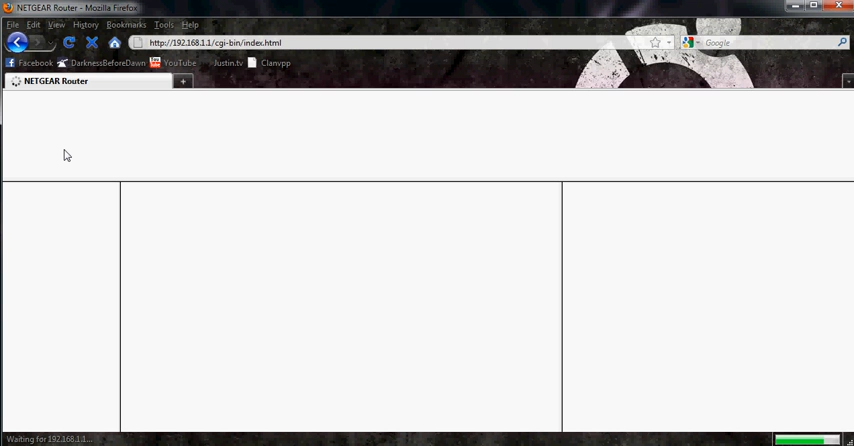 NETGEAR Router - Mozilla Firefox
File Edit View History Bookmarks Tools Help
http://192.168.1.1/cgi-bin/index.html Google
Facebook DarknessBeforeDawn YouTube Justin.tv Clanvpp
NETGEAR Router
Waiting for 192.168.1.1...